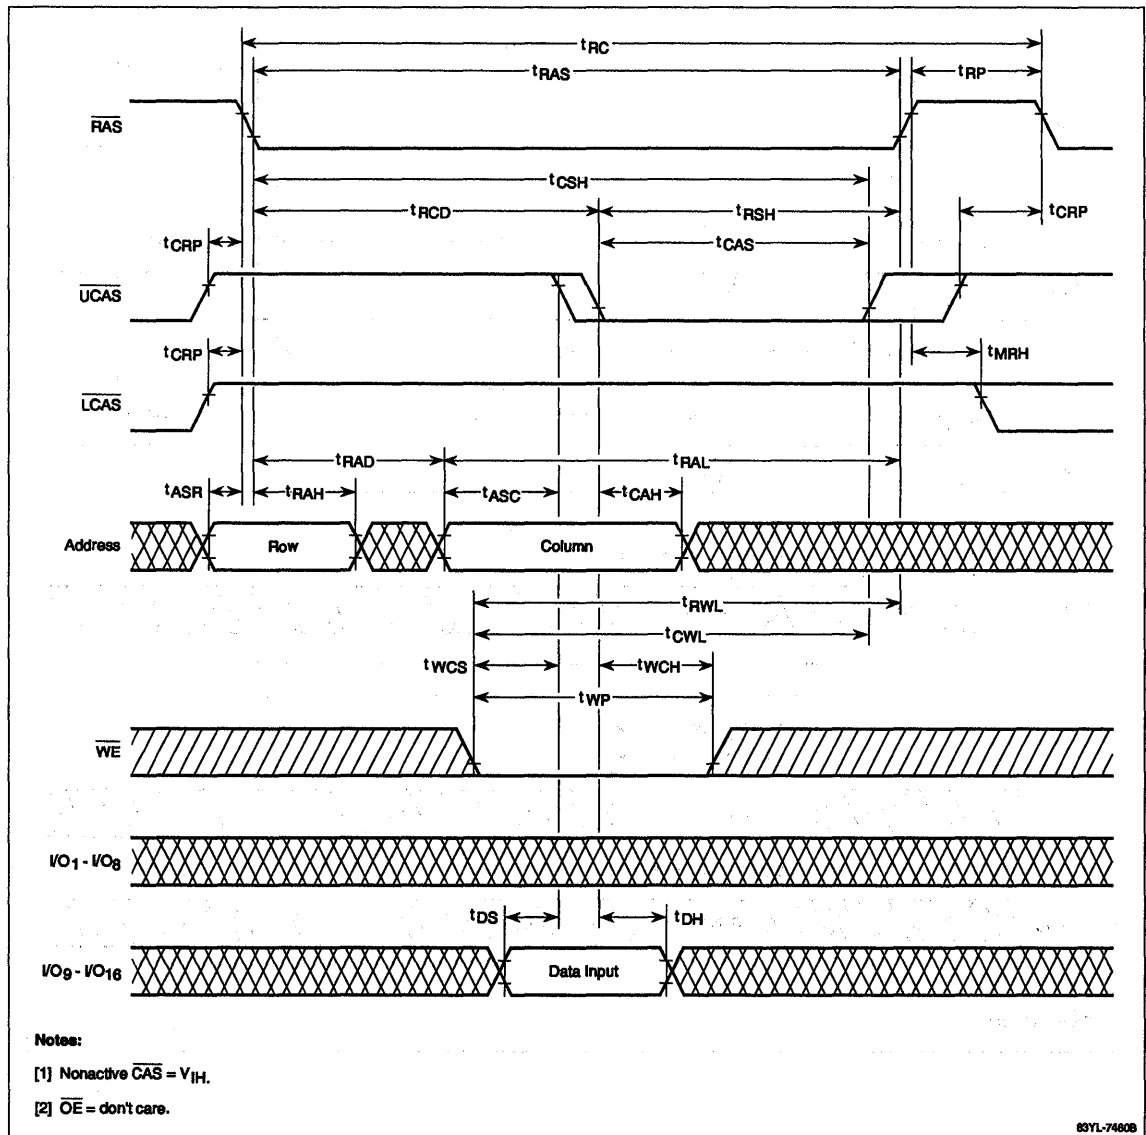 tRC
tRAS
tRP
RAS
tCSH
tRCD
tRSH
tCRP
tCRP
tCAS
UCAS
tCRP
tMRH
LCAS
tRAD
tRAL
tASR
tRAH
tASC
tCAH
Address
Row
Column
tRWL
tCWL
tWCS
tWCH
tWP
WE
I/O1 - I/O8
tDS
tDH
I/O9 - I/O16
Data Input
Notes:
[1] Nonactive CAS = VIH.
[2] OE = don't care.
83YL-7460B